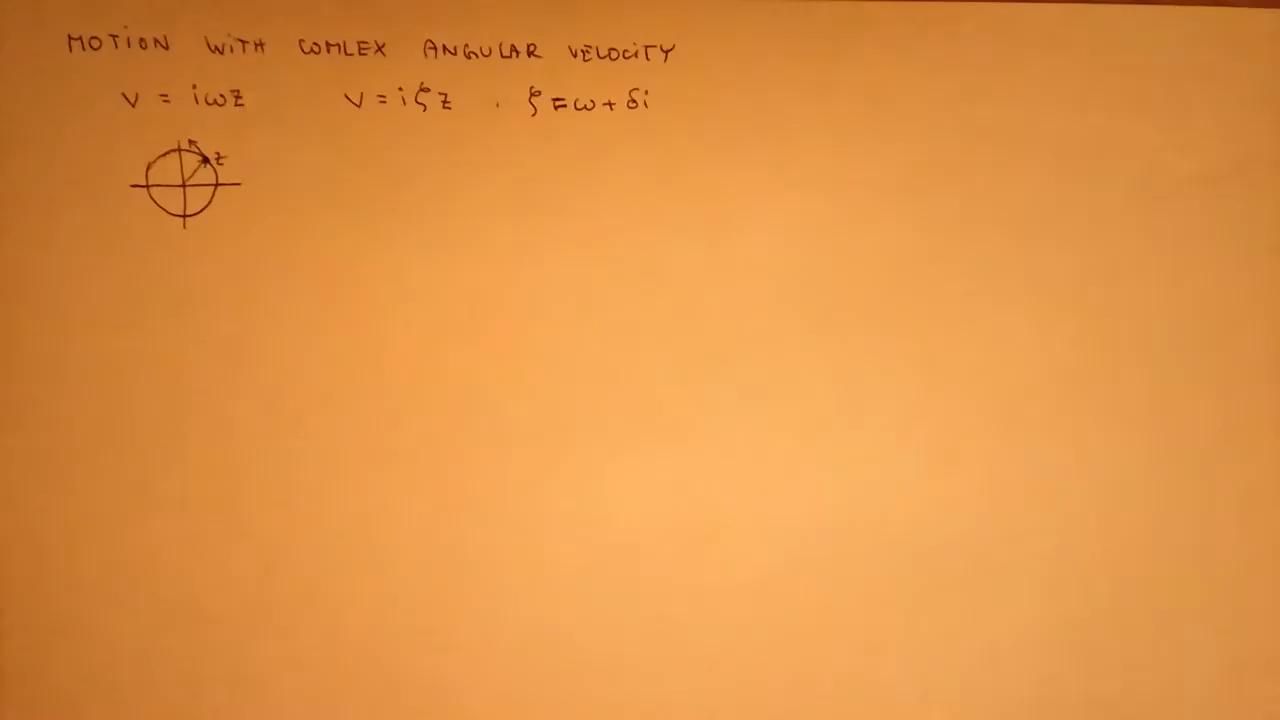 MOTION WITH COMLEX ANGULAR VELOCITY
V = iωz V = iζz . ζ = ω + δi
z